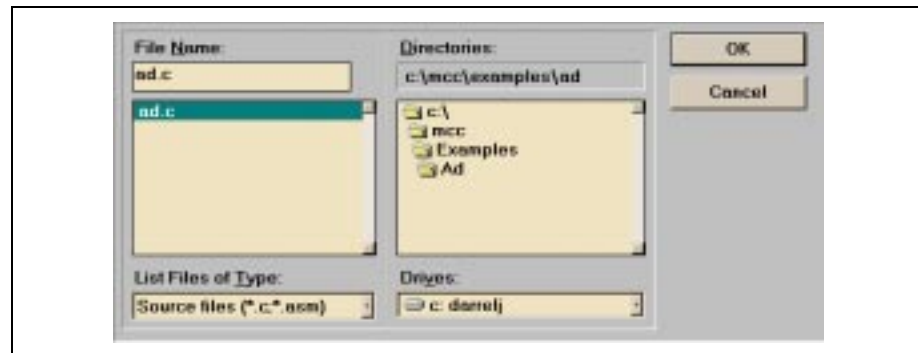 File Name:
ad.c
ad.c
List Files of Type:
Source files (*.c;*.asm)
Directories:
c:\mcc\examples\ad
c:\
mcc
Examples
Ad
Drives:
c: darrelj
OK
Cancel